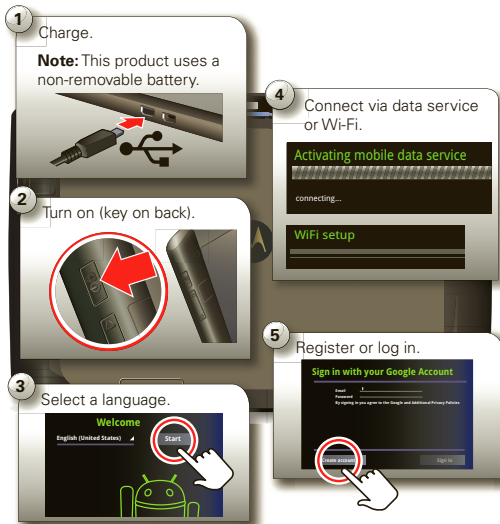 1
Charge.
Note: This product uses a
non-removable battery.
2
Turn on (key on back).
3
Select a language.
Welcome
English (United States)
Start
4
Connect via data service
or Wi-Fi.
Activating mobile data service
connecting...
WiFi setup
5
Register or log in.
Sign in with your Google Account
Email
Password
By signing in you agree to the Google and Additional Privacy Policies
Create account
Sign in